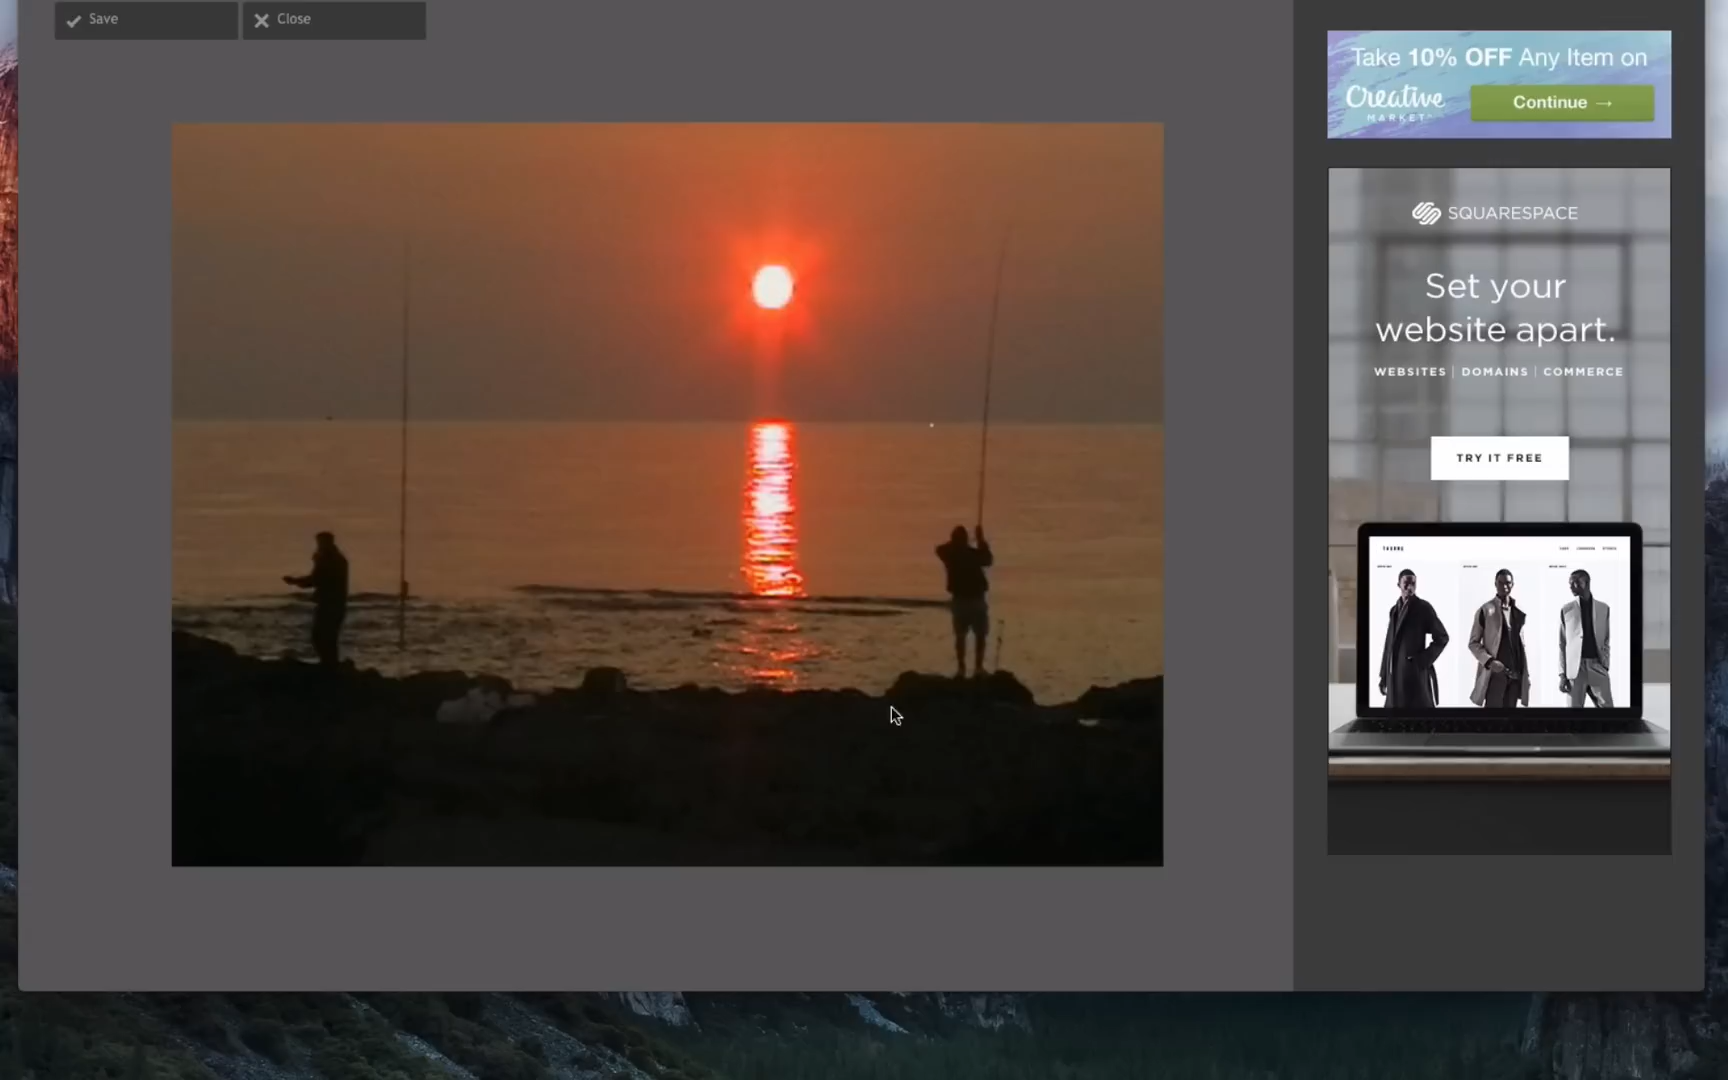 Save
Close
Take 10% OFF Any Item on
Creative
MARKET
Continue →
SQUARESPACE
Set your
website apart.
WEBSITES | DOMAINS | COMMERCE
TRY IT FREE